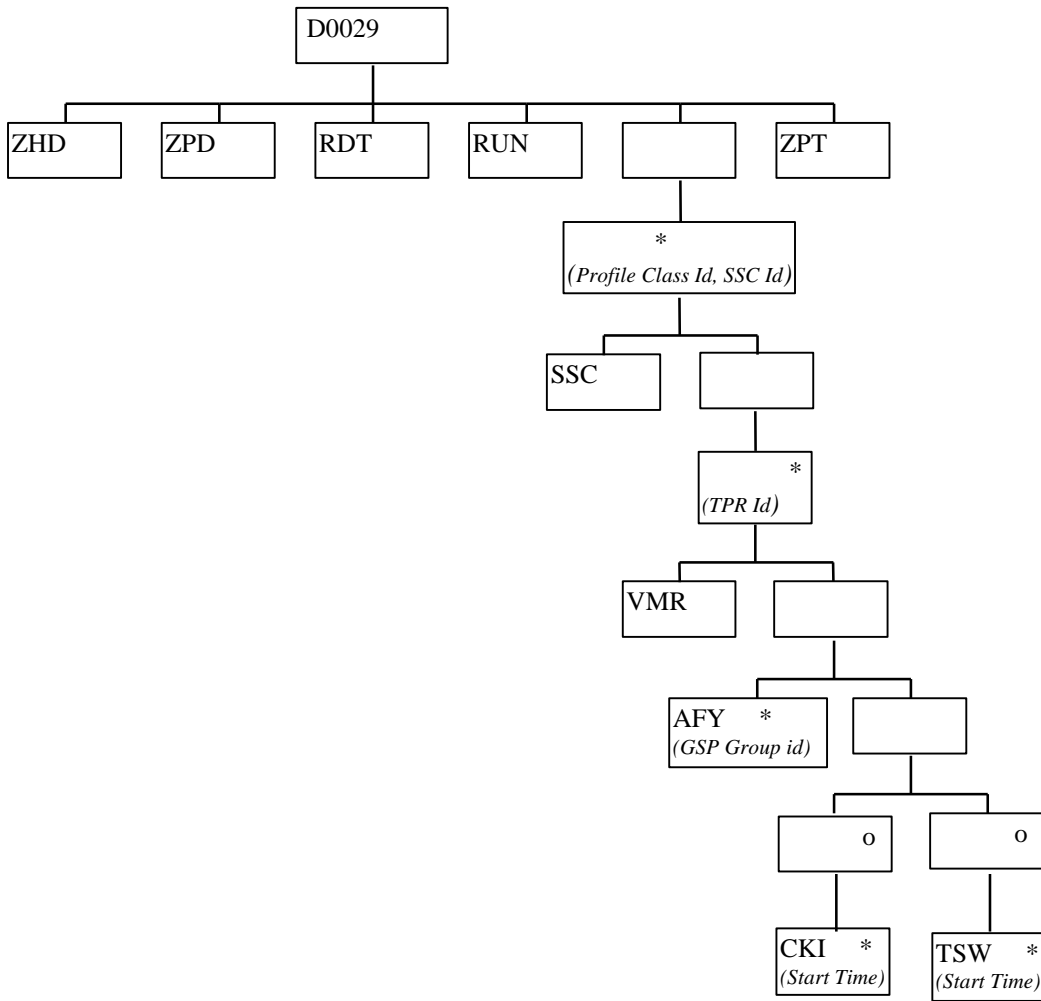 D0029
ZHD
ZPD
RDT
RUN
ZPT
*
(Profile Class Id, SSC Id)
SSC
*
(TPR Id)
VMR
AFY *
(GSP Group id)
o
o
CKI *
(Start Time)
TSW *
(Start Time)